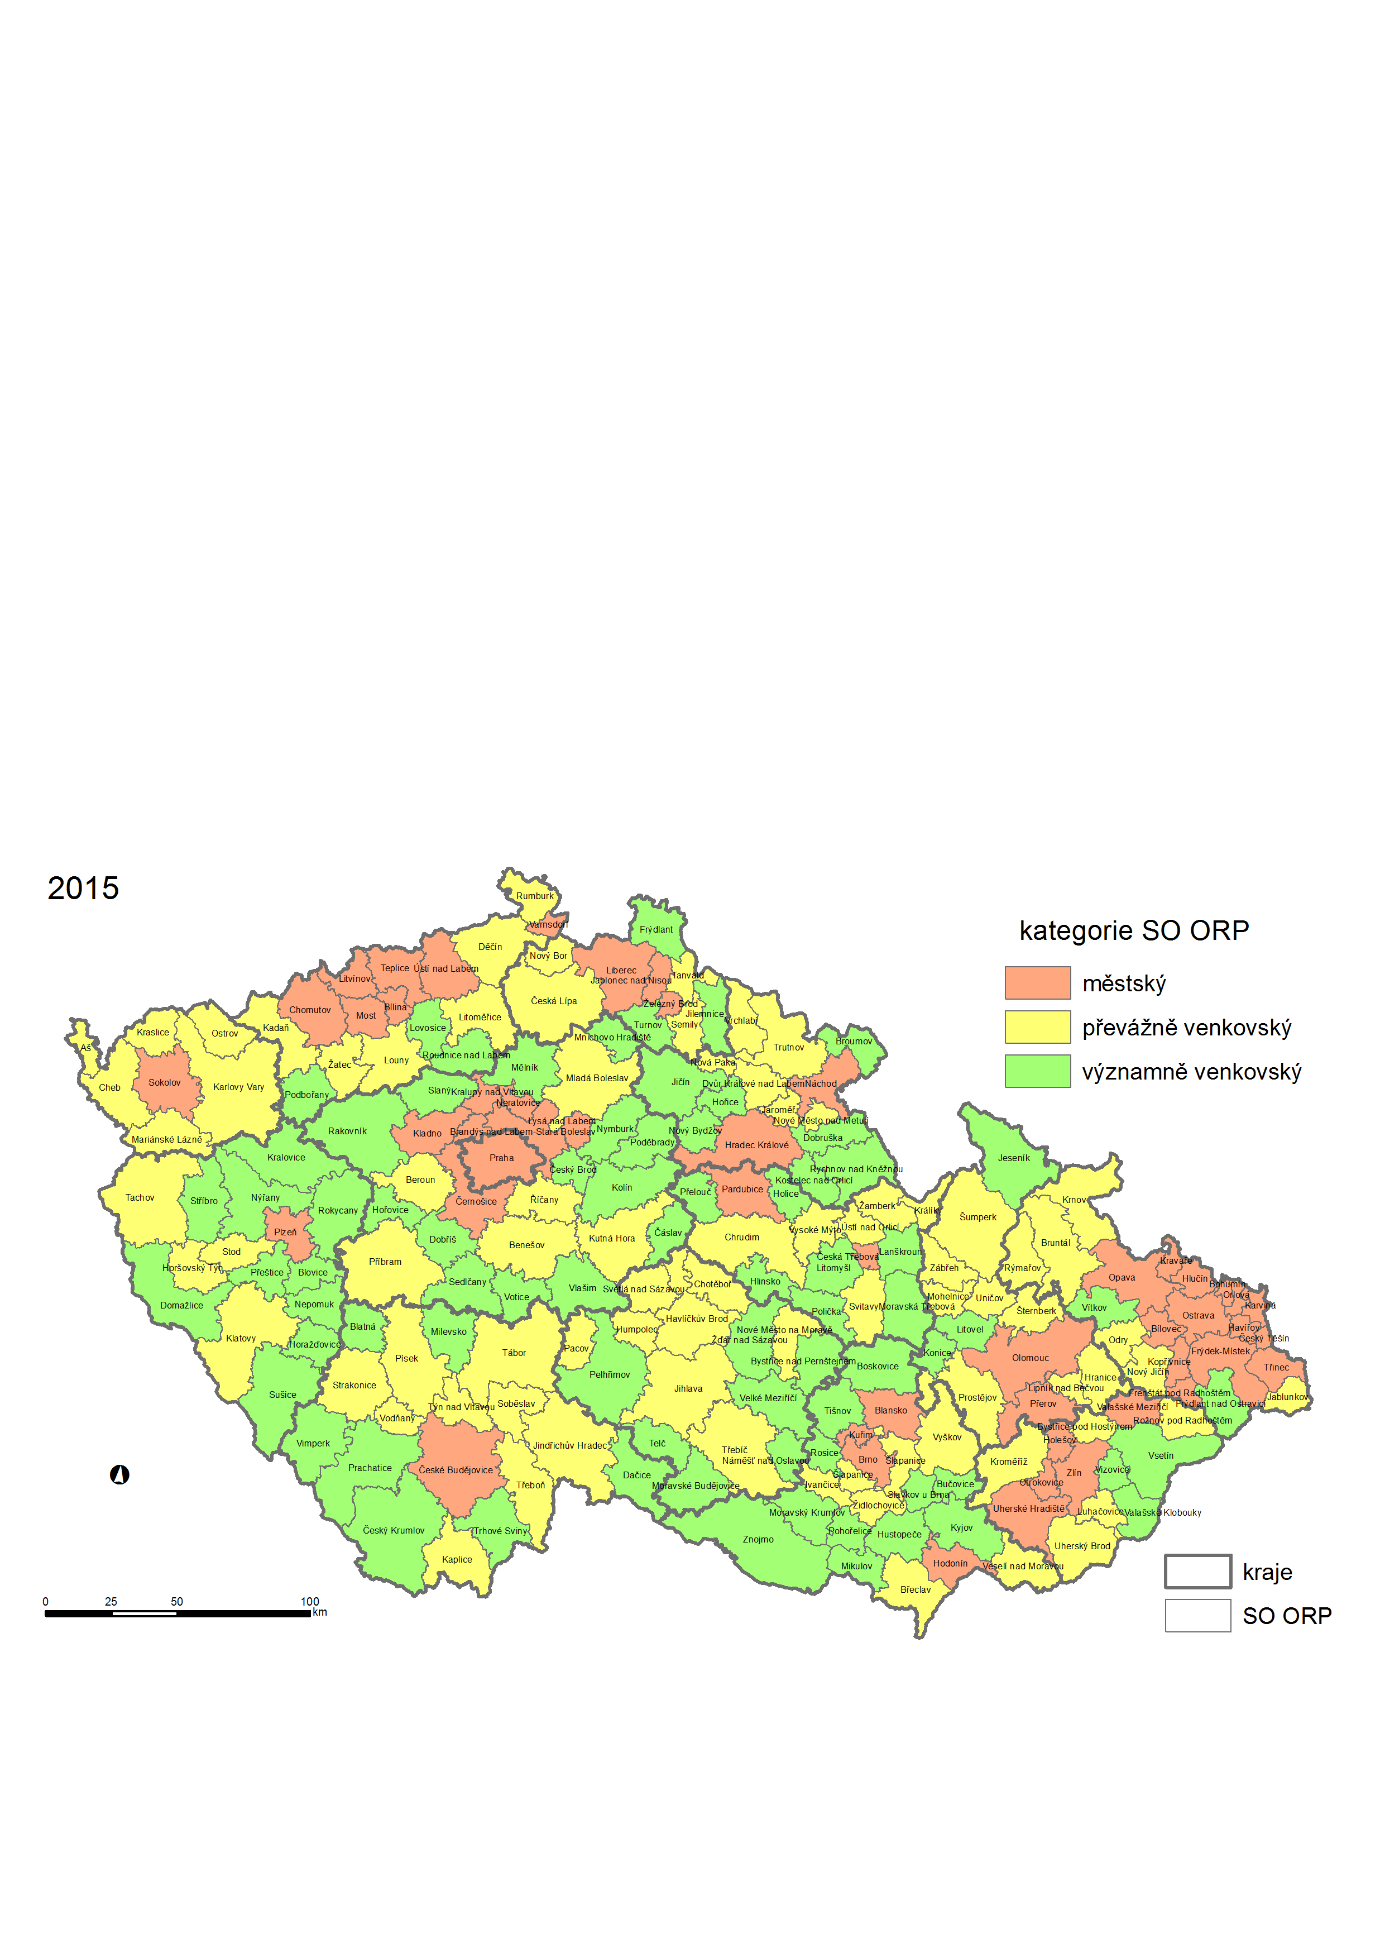 2015
kategorie SO ORP
městský
převážně venkovský
významně venkovský
Rumburk
Varnsdorf
Frýdlant
Děčín
Nový Bor
Liberec
Jablonec nad Nisou
Tanvald
Teplice
Ústí nad Labem
Litvínov
Česká Lípa
Železný Brod
Chomutov
Most
Bílina
Litoměřice
Jilemnice
Vrchlabí
Turnov
Semily
Kadaň
Lovosice
Mnichovo Hradiště
Kraslice
Ostrov
Broumov
Trutnov
Aš
Žatec
Louny
Roudnice nad Labem
Mělník
Nová Paka
Mladá Boleslav
Jičín
Dvůr Králové nad Labem
Náchod
Cheb
Sokolov
Karlovy Vary
Podbořany
Slaný
Kralupy nad Vltavou
Neratovice
Hořice
Jaroměř
Nové Město nad Metují
Lysá nad Labem
Rakovník
Kladno
Brandýs nad Labem-Stará Boleslav
Nymburk
Nový Bydžov
Dobruška
Mariánské Lázně
Poděbrady
Hradec Králové
Kralovice
Praha
Český Brod
Rychnov nad Kněžnou
Jeseník
Kostelec nad Orlicí
Beroun
Kolín
Přelouč
Pardubice
Holice
Tachov
Stříbro
Nýřany
Rokycany
Hořovice
Černošice
Říčany
Žamberk
Králíky
Krnov
Šumperk
Plzeň
Čáslav
Vysoké Mýto
Ústí nad Orlicí
Stod
Dobříš
Benešov
Kutná Hora
Chrudim
Bruntál
Horšovský Týn
Příbram
Česká Třebová
Lanškroun
Litomyšl
Zábřeh
Rýmařov
Přeštice
Blovice
Sedlčany
Votice
Vlašim
Světlá nad Sázavou
Chotěboř
Hlinsko
Opava
Kravaře
Hlučín
Bohumín
Orlová
Karviná
Domažlice
Nepomuk
Polička
Svitavy
Moravská Třebová
Mohelnice
Uničov
Šternberk
Vítkov
Ostrava
Blatná
Milevsko
Humpolec
Havlíčkův Brod
Nové Město na Moravě
Žďár nad Sázavou
Litovel
Bílovec
Havířov
Český Těšín
Klatovy
Horažďovice
Písek
Tábor
Pacov
Bystřice nad Pernštejnem
Konice
Olomouc
Odry
Frýdek-Místek
Kopřivnice
Nový Jičín
Třinec
Pelhřimov
Boskovice
Hranice
Sušice
Strakonice
Jihlava
Velké Meziříčí
Prostějov
Lipník nad Bečvou
Přerov
Frenštát pod Radhoštěm
Frýdlant nad Ostravicí
Jablunkov
Týn nad Vltavou
Soběslav
Tišnov
Blansko
Valašské Meziříčí
Rožnov pod Radhoštěm
Vodňany
Bystřice pod Hostýnem
Vimperk
Jindřichův Hradec
Telč
Třebíč
Kuřim
Vyškov
Holešov
Náměšť nad Oslavou
Rosice
Brno
Šlapanice
Šlapanice
Kroměříž
Vsetín
Prachatice
České Budějovice
Třeboň
Dačice
Moravské Budějovice
Ivančice
Slavkov u Brna
Bučovice
Otrokovice
Zlín
Vizovice
Židlochovice
Uherské Hradiště
Luhačovice
Valašské Klobouky
Český Krumlov
Trhové Sviny
Moravský Krumlov
Znojmo
Pohořelice
Hustopeče
Kyjov
Uherský Brod
Kaplice
Mikulov
Hodonín
Veselí nad Moravou
Břeclav
kraje
SO ORP
0 25 50 100
km